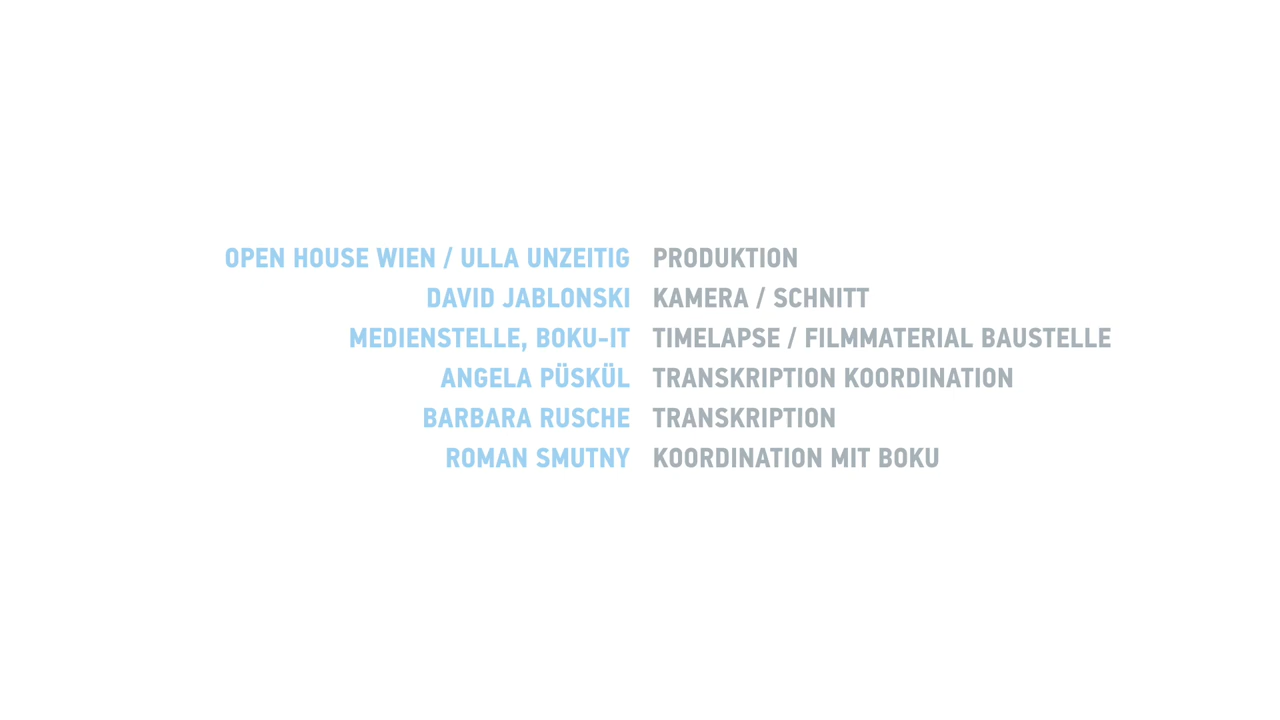 OPEN HOUSE WIEN / ULLA UNZEITIG PRODUKTION
DAVID JABLONSKI KAMERA / SCHNITT
MEDIENSTELLE, BOKU-IT TIMELAPSE / FILMMATERIAL BAUSTELLE
ANGELA PÜSKÜL TRANSKRIPTION KOORDINATION
BARBARA RUSCHE TRANSKRIPTION
ROMAN SMUTNY KOORDINATION MIT BOKU